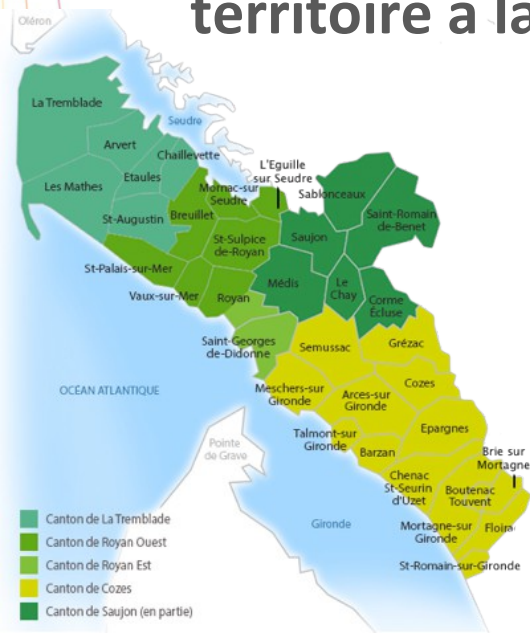 territoire à la
Oléron
La Tremblade
Seudre
Arvert
Chaillevette
L'Eguille
sur Seudre
Etaules
Les Mathes
Mornac-sur
Seudre
Sablonceaux
St-Augustin
Breuillet
Saint-Romain
de-Benet
St-Sulpice
de-Royan
Saujon
St-Palais-sur-Mer
Médis
Le
Chay
Vaux-sur-Mer
Royan
Corme
Écluse
Saint-Georges
de-Didonne
Semussac
Grézac
OCÉAN ATLANTIQUE
Meschers-sur
Gironde
Arces-sur
Gironde
Cozes
Talmont-sur
Gironde
Epargnes
Pointe
de Grave
Barzan
Brie sur
Mortagne
Chenac
St-Seurin
d'Uzet
Boutenac
Touvent
Gironde
Mortagne-sur
Gironde
Floira
St-Romain-sur-Gironde
Canton de La Tremblade
Canton de Royan Ouest
Canton de Royan Est
Canton de Cozes
Canton de Saujon (en partie)